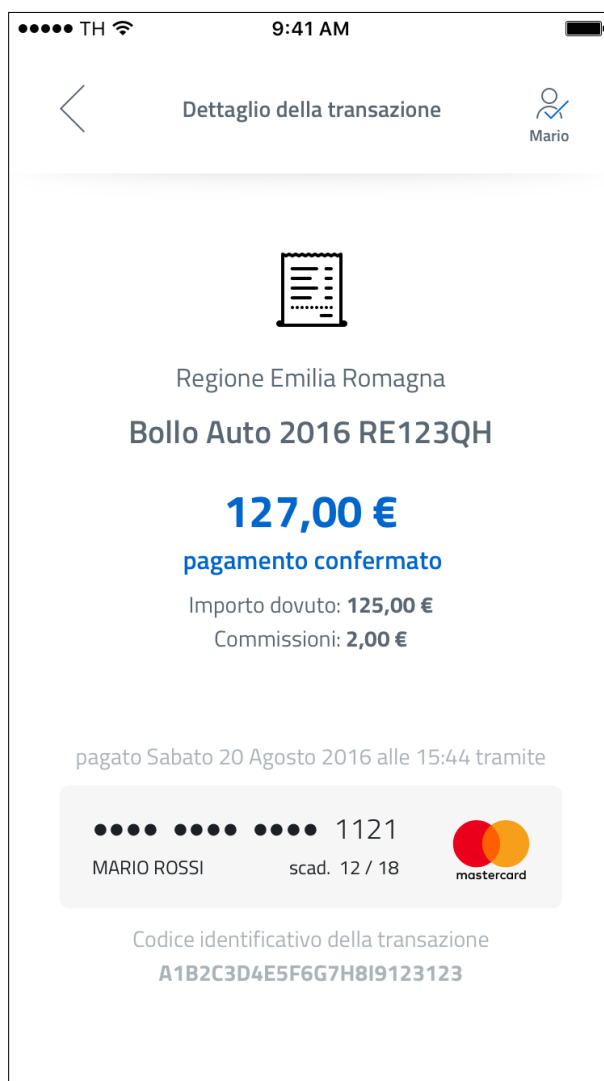 TH 9:41 AM
Dettaglio della transazione
Mario
Regione Emilia Romagna
Bollo Auto 2016 RE123QH
127,00 €
pagamento confermato
Importo dovuto: 125,00 €
Commissioni: 2,00 €
pagato Sabato 20 Agosto 2016 alle 15:44 tramite
•••• •••• •••• 1121
MARIO ROSSI scad. 12 / 18
mastercard
Codice identificativo della transazione
A1B2C3D4E5F6G7H8I9123123